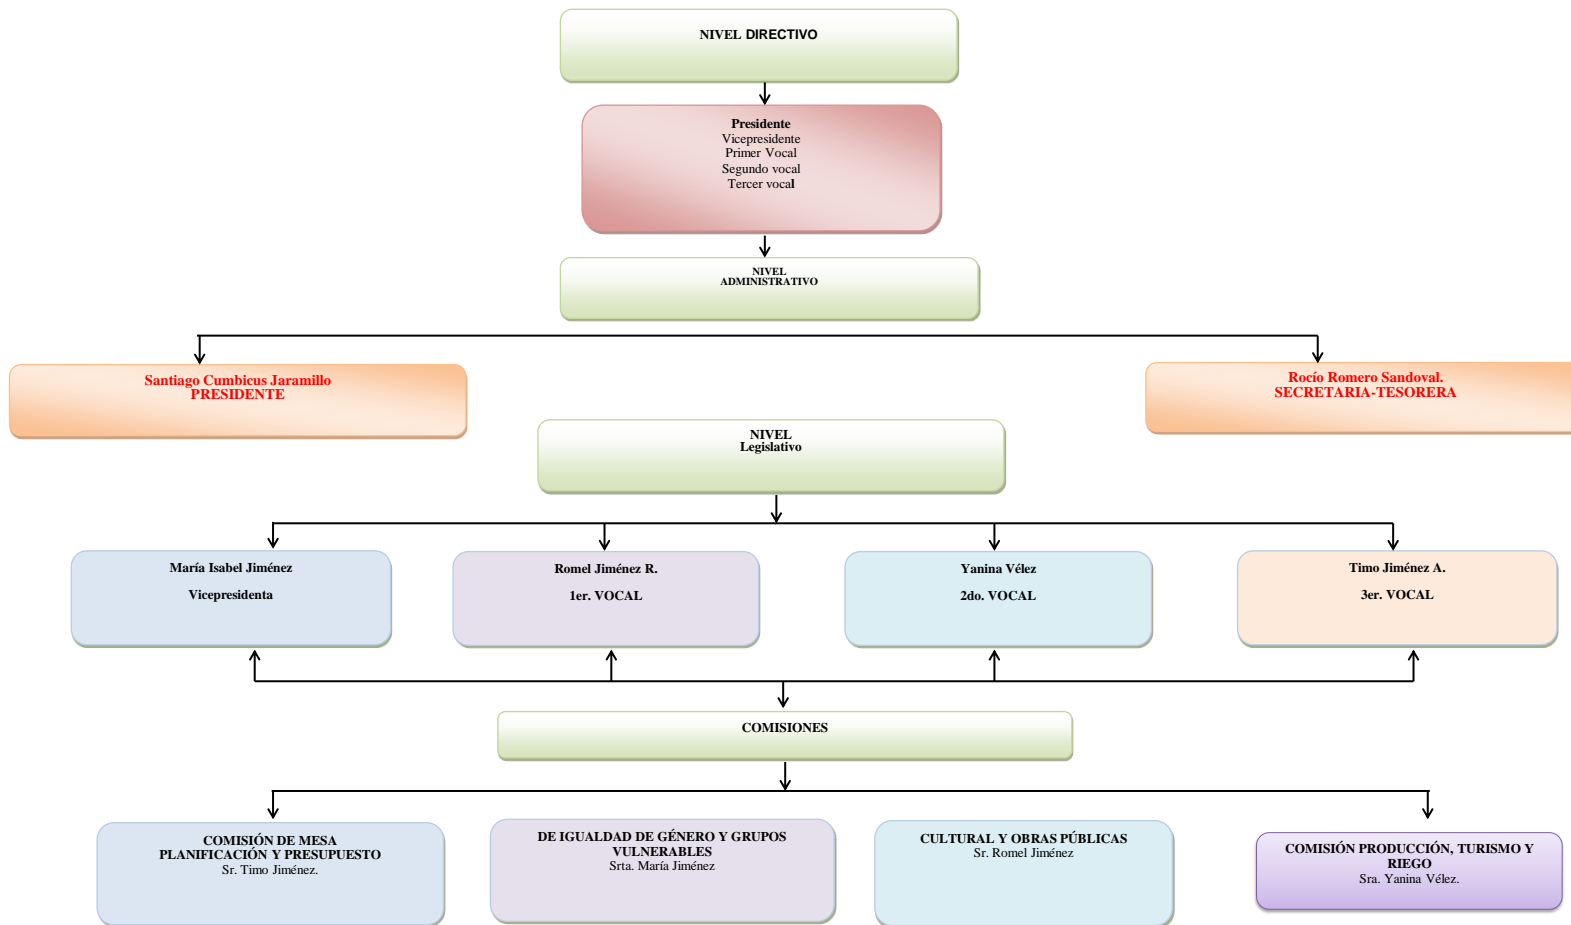 NIVEL DIRECTIVO
Presidente
Vicepresidente
Primer Vocal
Segundo vocal
Tercer vocal
NIVEL
ADMINISTRATIVO
Santiago Cumbicus Jaramillo
PRESIDENTE
Rocío Romero Sandoval.
SECRETARIA-TESORERA
NIVEL
Legislativo
María Isabel Jiménez
Vicepresidenta
Romel Jiménez R.
1er. VOCAL
Yanina Vélez
2do. VOCAL
Timo Jiménez A.
3er. VOCAL
COMISIONES
COMISIÓN DE MESA
PLANIFICACIÓN Y PRESUPUESTO
Sr. Timo Jiménez.
DE IGUALDAD DE GÉNERO Y GRUPOS
VULNERABLES
Srta. María Jiménez
CULTURAL Y OBRAS PÚBLICAS
Sr. Romel Jiménez
COMISIÓN PRODUCCIÓN, TURISMO Y
RIEGO
Sra. Yanina Vélez.